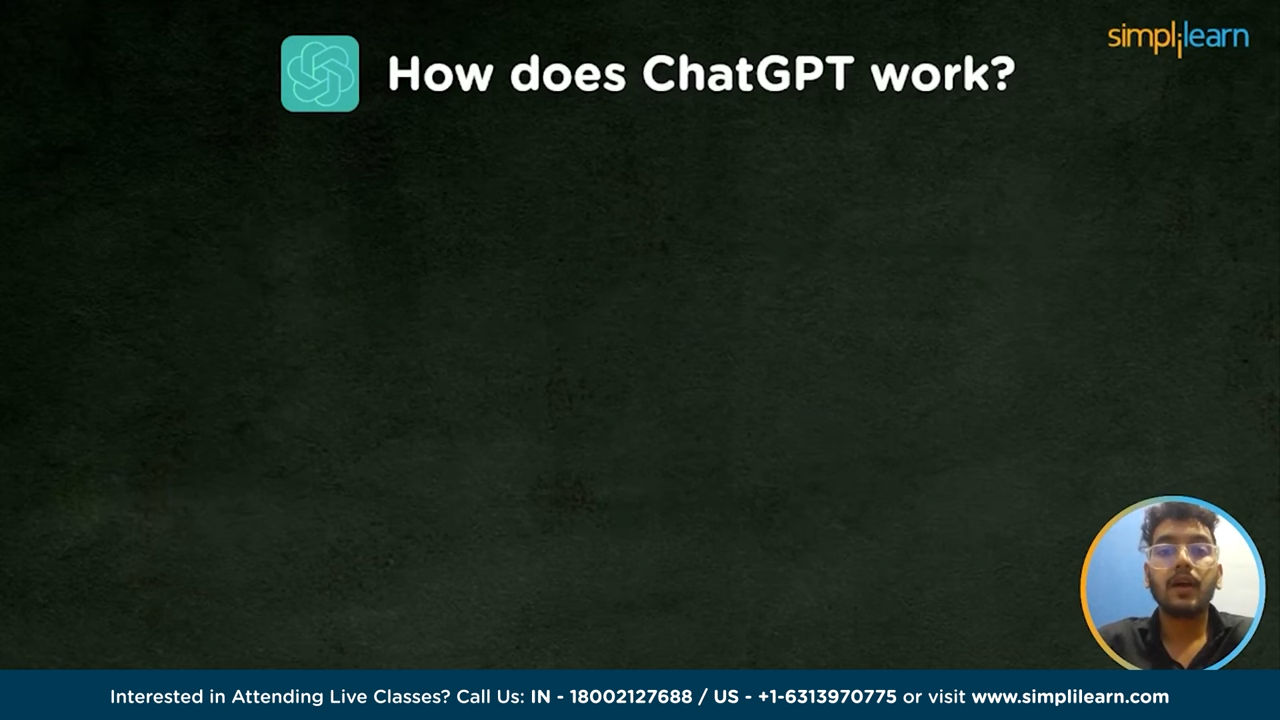 simplilearn
How does ChatGPT work?
Interested in Attending Live Classes? Call Us: IN - 18002127688 / US - +1-6313970775 or visit www.simplilearn.com